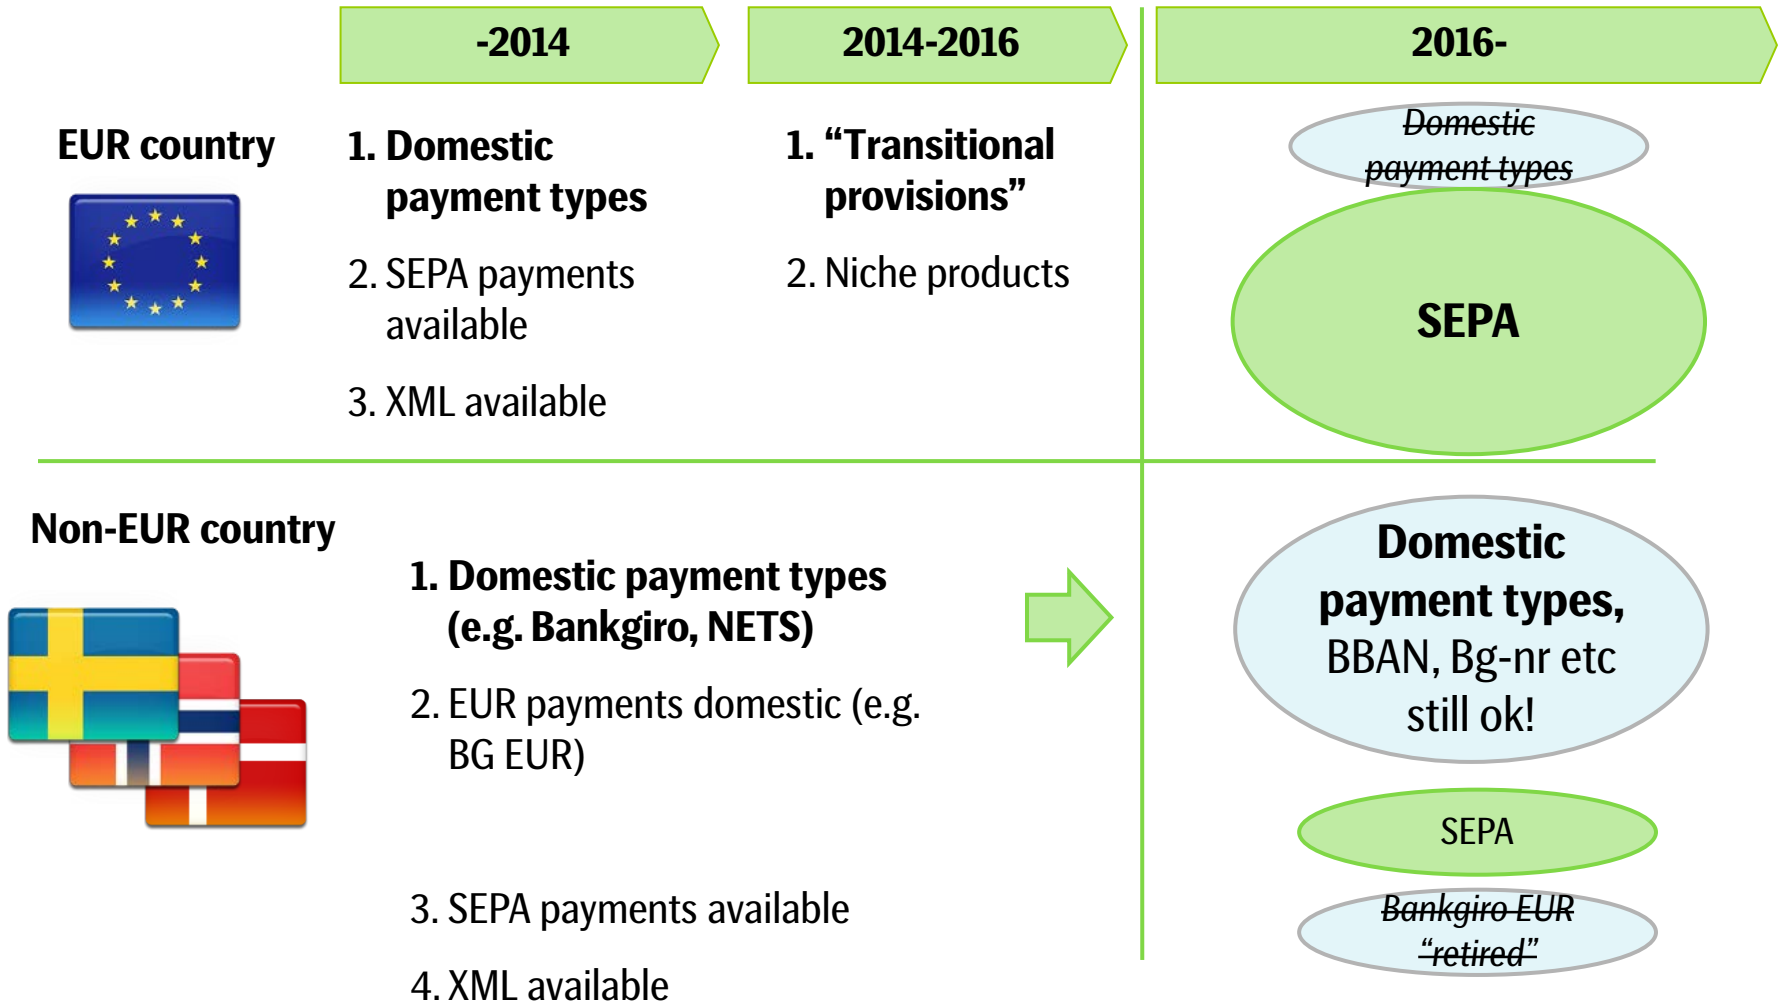 -2014
2014-2016
2016-
EUR country
1. Domestic
payment types
2. SEPA payments
available
3. XML available
1. “Transitional
provisions”
2. Niche products
Domestic
payment types
SEPA
Non-EUR country
1. Domestic payment types
(e.g. Bankgiro, NETS)
2. EUR payments domestic (e.g.
BG EUR)
3. SEPA payments available
4. XML available
Domestic
payment types,
BBAN, Bg-nr etc
still ok!
SEPA
Bankgiro EUR
“retired”